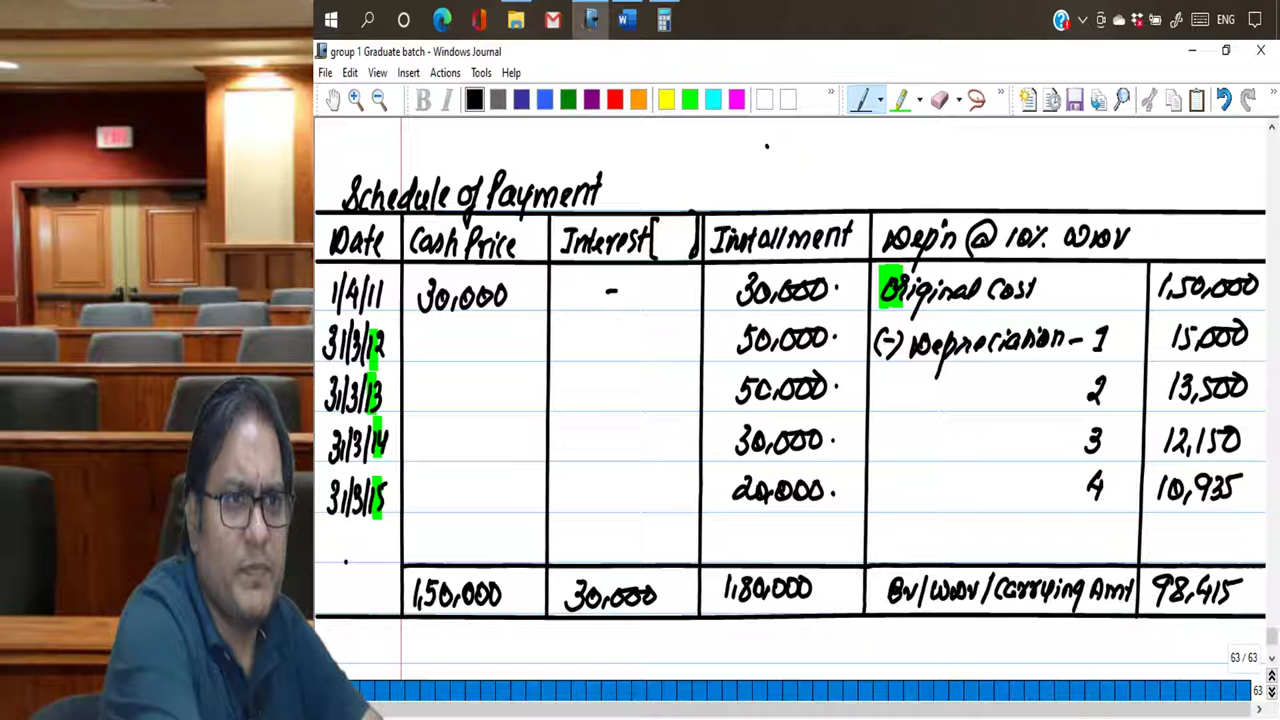 ENG
group 1 Graduate batch - Windows Journal
File Edit View Insert Actions Tools Help
Schedule of Payment
Date Cash Price Interest[ ] Installment Dep'n @ 10% WDV
1/4/11 30,000 - 30,000 Original Cost 1,50,000
31/3/12 50,000 (-) Depreciation - 1 15,000
31/3/13 50,000 2 13,500
31/3/14 30,000 3 12,150
31/3/15 20,000 4 10,935
1,50,000 30,000 1,80,000 BV/WDV/Carrying Amt 98,415
63 / 63
63